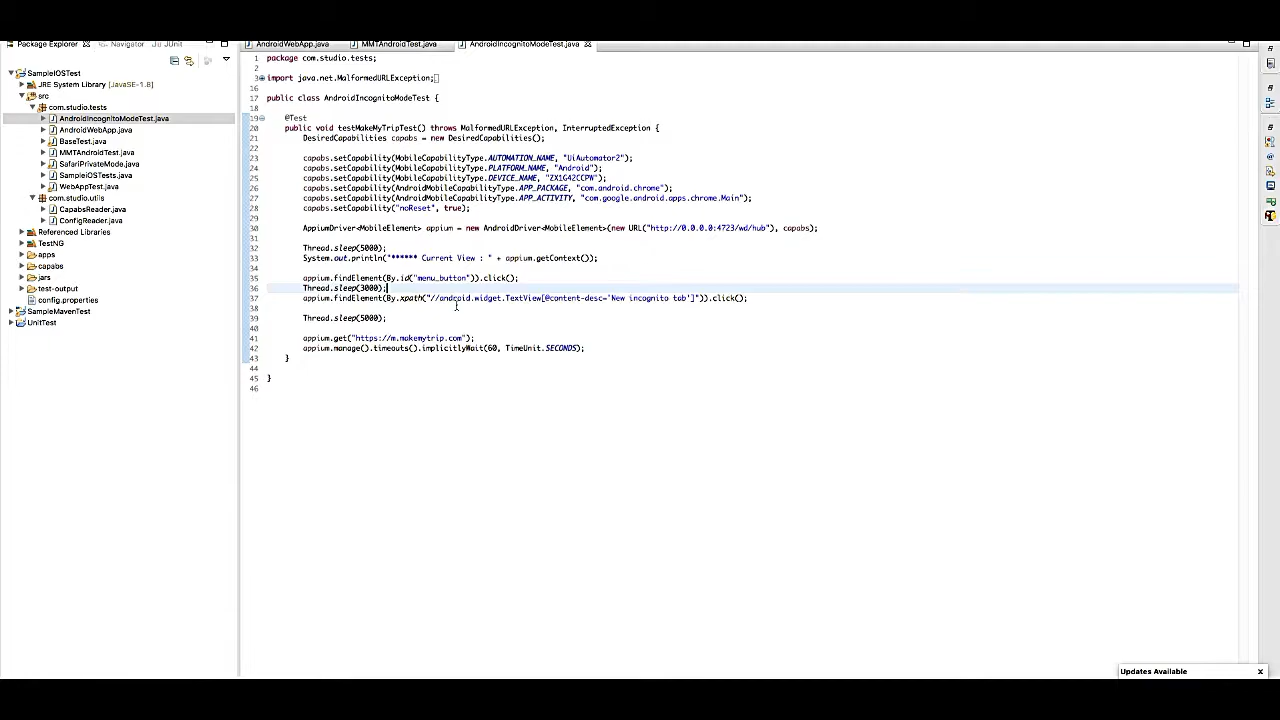 Package Explorer
Navigator
JUnit
AndroidWebApp.java
MMTAndroidTest.java
AndroidIncognitoModeTest.java
SampleIOSTest
JRE System Library [JavaSE-1.8]
src
com.studio.tests
AndroidIncognitoModeTest.java
AndroidWebApp.java
BaseTest.java
MMTAndroidTest.java
SafariPrivateMode.java
SampleiOSTests.java
WebAppTest.java
com.studio.utils
CapabsReader.java
ConfigReader.java
Referenced Libraries
TestNG
apps
capabs
jars
test-output
config.properties
SampleMavenTest
UnitTest
1 package com.studio.tests;
2
3 import java.net.MalformedURLException;
16
17 public class AndroidIncognitoModeTest {
18
19 @Test
20 public void testMakeMyTripTest() throws MalformedURLException, InterruptedException {
21 DesiredCapabilities capabs = new DesiredCapabilities();
22
23 capabs.setCapability(MobileCapabilityType.AUTOMATION_NAME, "UiAutomator2");
24 capabs.setCapability(MobileCapabilityType.PLATFORM_NAME, "Android");
25 capabs.setCapability(MobileCapabilityType.DEVICE_NAME, "ZX1G42CCPW");
26 capabs.setCapability(AndroidMobileCapabilityType.APP_PACKAGE, "com.android.chrome");
27 capabs.setCapability(AndroidMobileCapabilityType.APP_ACTIVITY, "com.google.android.apps.chrome.Main");
28 capabs.setCapability("noReset", true);
29
30 AppiumDriver<MobileElement> appium = new AndroidDriver<MobileElement>(new URL("http://0.0.0.0:4723/wd/hub"), capabs);
31
32 Thread.sleep(5000);
33 System.out.println("****** Current View : " + appium.getContext());
34
35 appium.findElement(By.id("menu_button")).click();
36 Thread.sleep(3000);
37 appium.findElement(By.xpath("//android.widget.TextView[@content-desc='New incognito tab']")).click();
38
39 Thread.sleep(5000);
40
41 appium.get("https://m.makemytrip.com");
42 appium.manage().timeouts().implicitlyWait(60, TimeUnit.SECONDS);
43 }
44
45 }
46
Updates Available